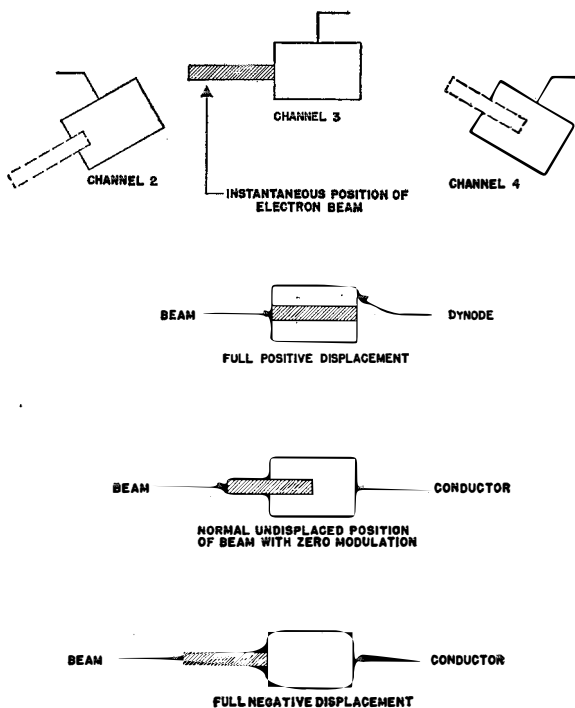 CHANNEL 3
CHANNEL 2
CHANNEL 4
INSTANTANEOUS POSITION OF
ELECTRON BEAM
BEAM
DYNODE
FULL POSITIVE DISPLACEMENT
BEAM
CONDUCTOR
NORMAL UNDISPLACED POSITION
OF BEAM WITH ZERO MODULATION
BEAM
CONDUCTOR
FULL NEGATIVE DISPLACEMENT